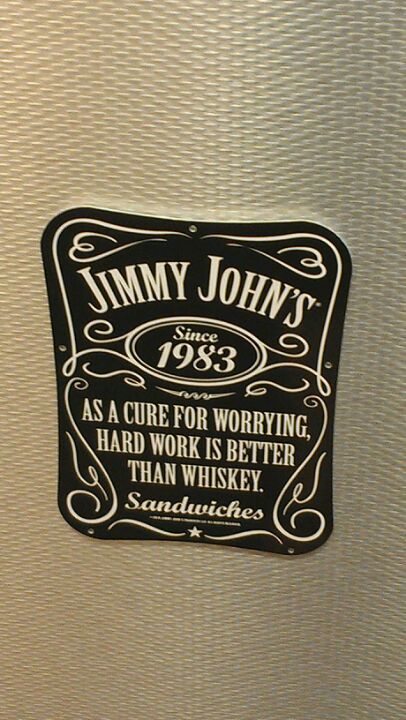 JIMMY JOHN'S
Since
1983
AS A CURE FOR WORRYING,
HARD WORK IS BETTER
THAN WHISKEY.
Sandwiches